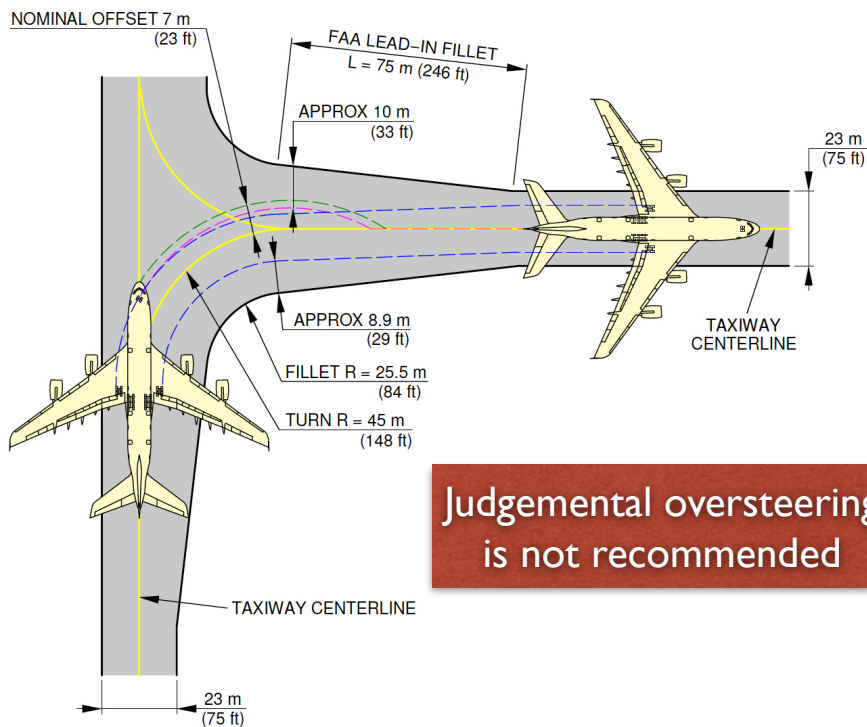 NOMINAL OFFSET 7 m
(23 ft)
FAA LEAD–IN FILLET
L = 75 m (246 ft)
APPROX 10 m
(33 ft)
23 m
(75 ft)
TAXIWAY
CENTERLINE
APPROX 8.9 m
(29 ft)
FILLET R = 25.5 m
(84 ft)
TURN R = 45 m
(148 ft)
Judgemental oversteering
is not recommended
TAXIWAY CENTERLINE
23 m
(75 ft)